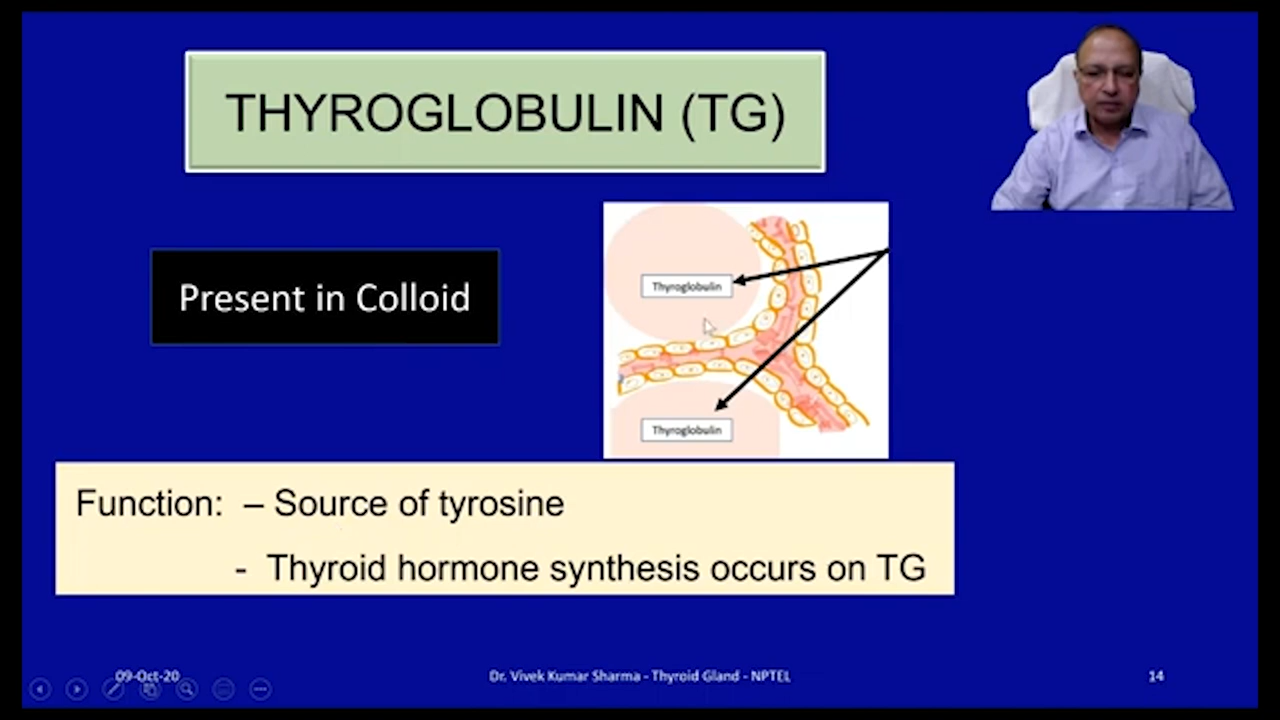 THYROGLOBULIN (TG)
Present in Colloid
Thyroglobulin
Thyroglobulin
Function: – Source of tyrosine
- Thyroid hormone synthesis occurs on TG
09-Oct-20
Dr. Vivek Kumar Sharma - Thyroid Gland - NPTEL
14